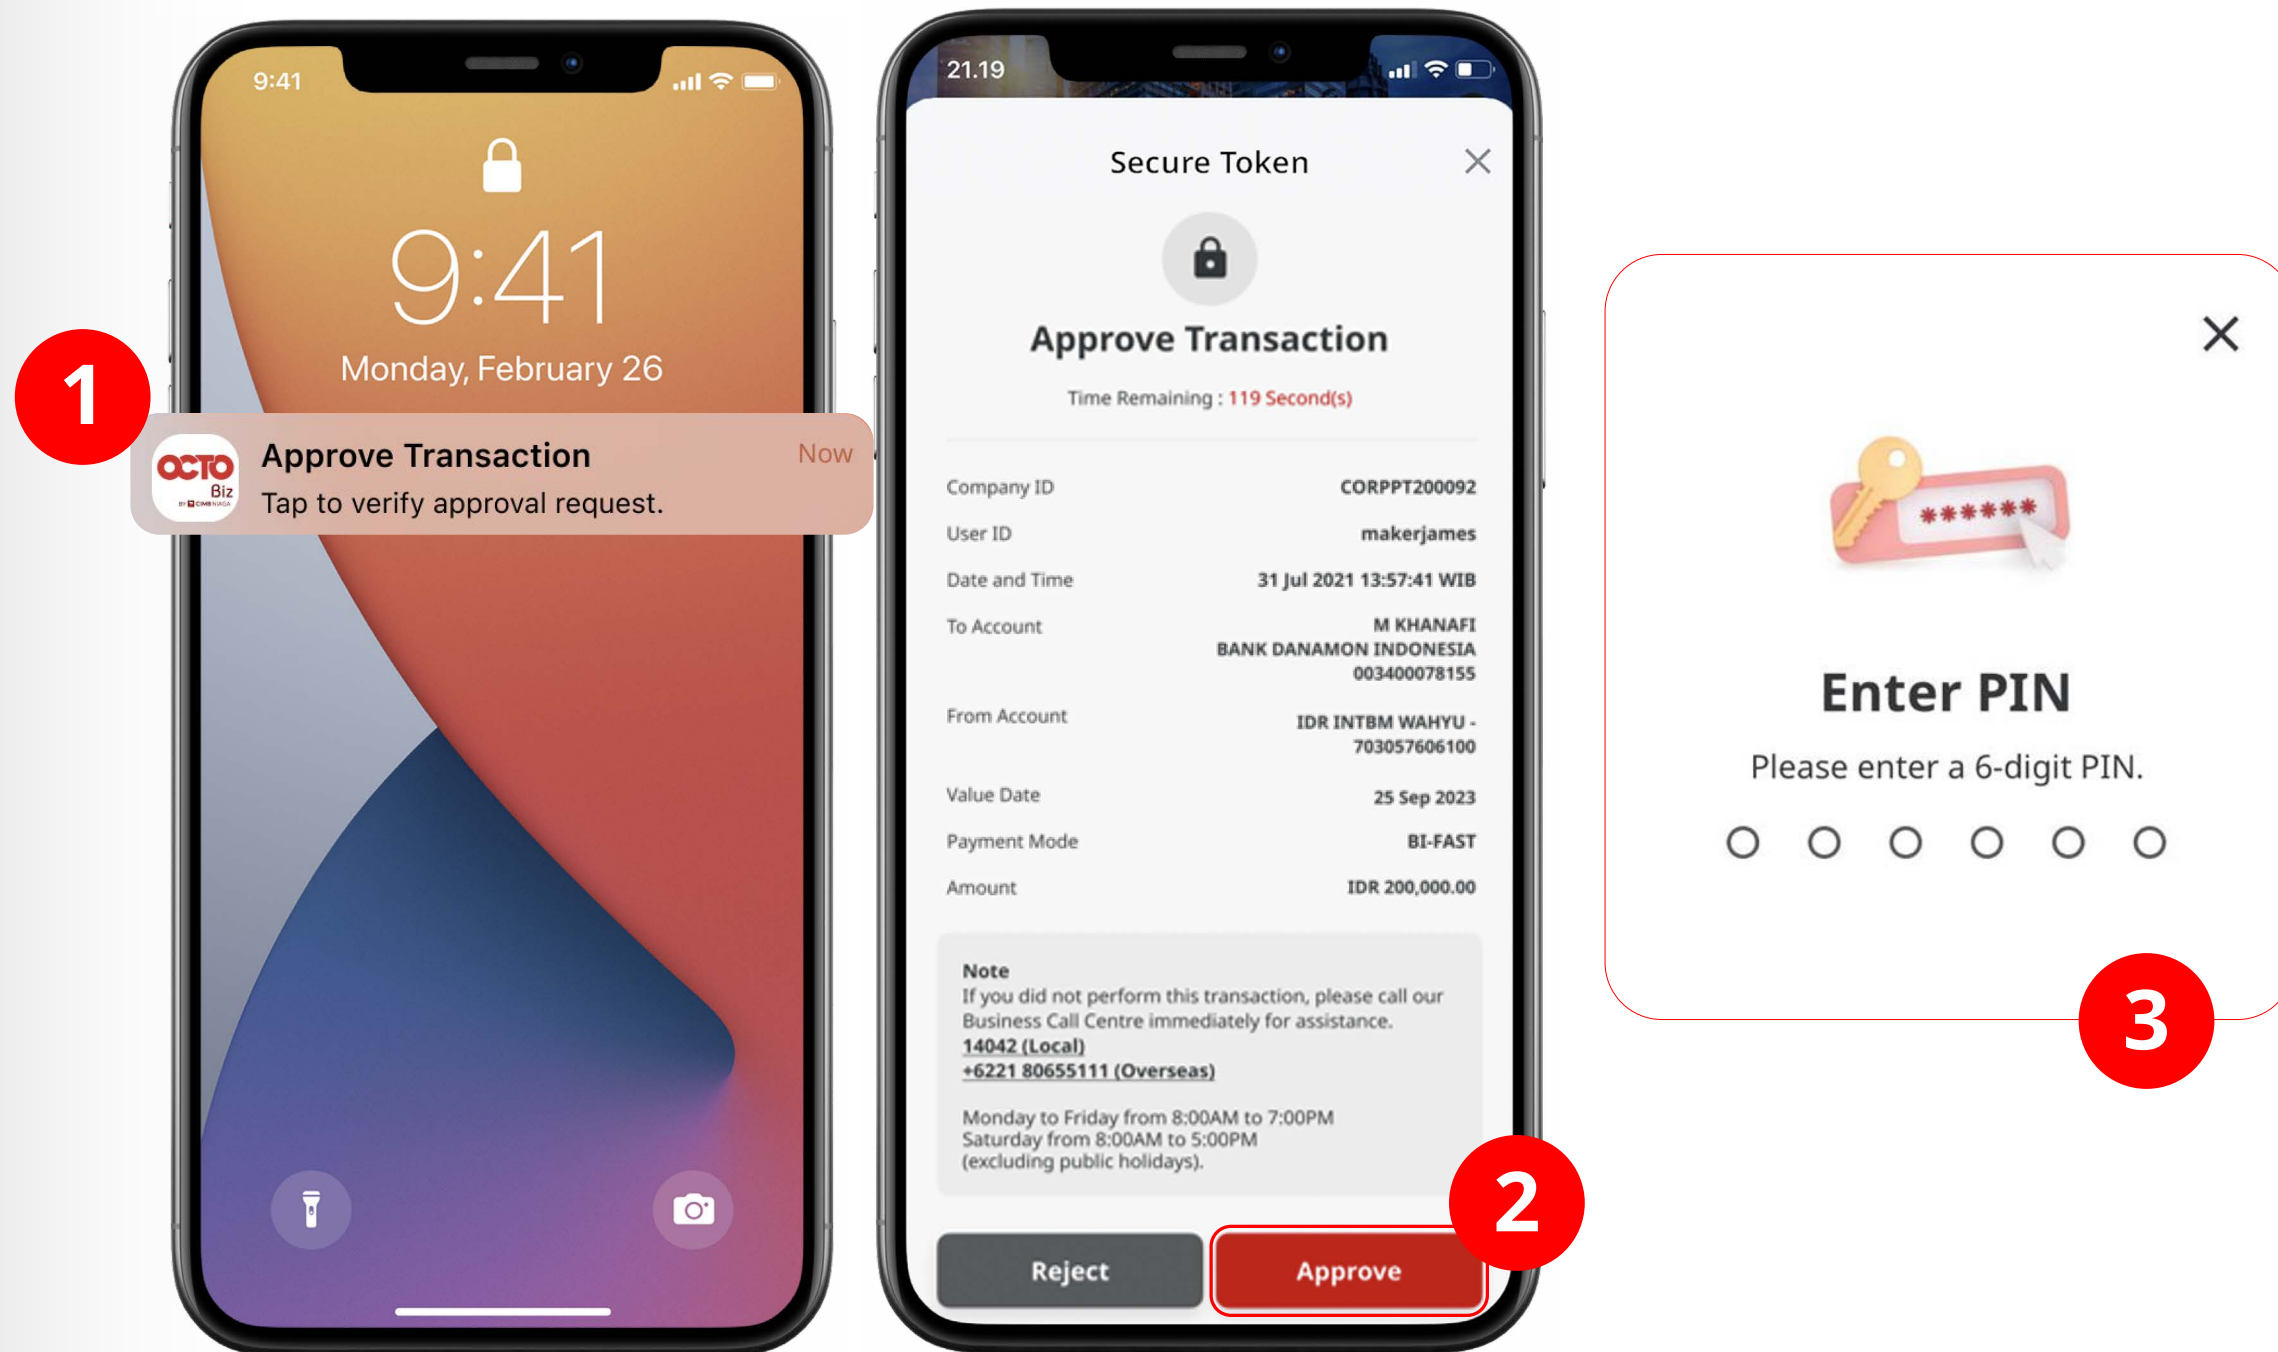 1
9:41
9:41
Monday, February 26
OCTO
Biz
BY CIMB NIAGA
Approve Transaction
Now
Tap to verify approval request.
21.19
Secure Token
Approve Transaction
Time Remaining : 119 Second(s)
Company ID CORPPT200092
User ID makerjames
Date and Time 31 Jul 2021 13:57:41 WIB
To Account M KHANAFI
BANK DANAMON INDONESIA
003400078155
From Account IDR INTBM WAHYU -
703057606100
Value Date 25 Sep 2023
Payment Mode BI-FAST
Amount IDR 200,000.00
Note
If you did not perform this transaction, please call our
Business Call Centre immediately for assistance.
14042 (Local)
+6221 80655111 (Overseas)
Monday to Friday from 8:00AM to 7:00PM
Saturday from 8:00AM to 5:00PM
(excluding public holidays).
2
Reject
Approve
******
Enter PIN
Please enter a 6-digit PIN.
3